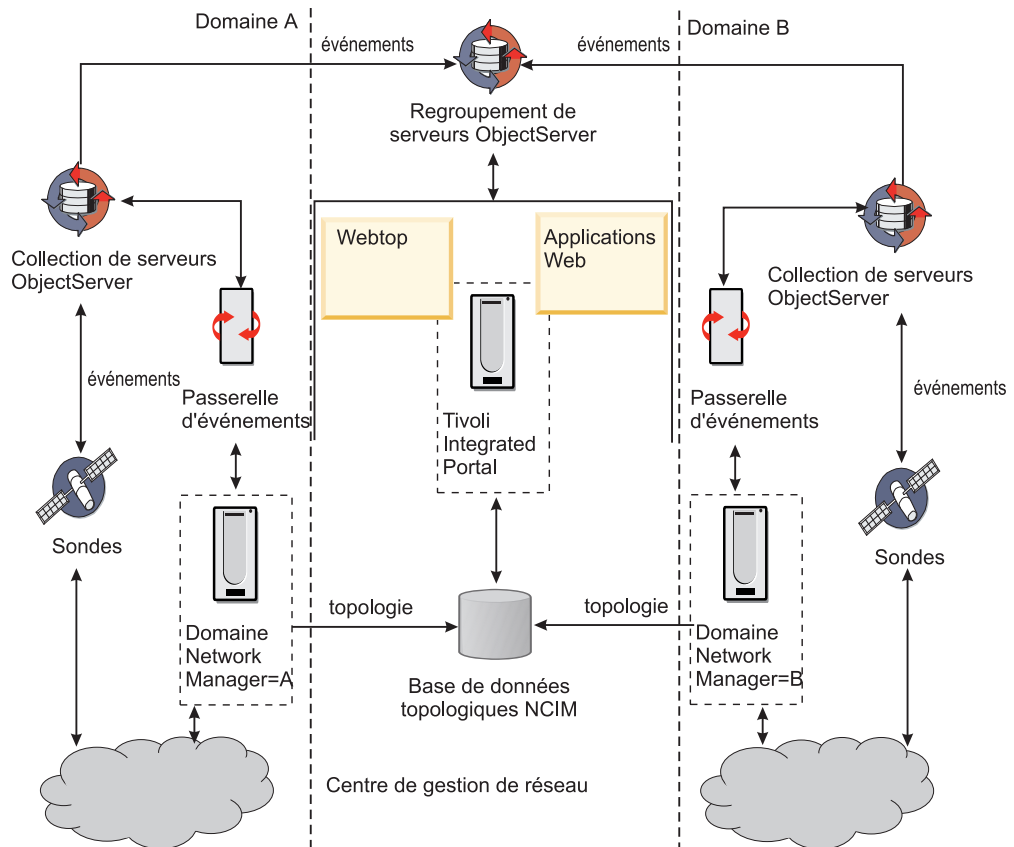 Domaine A
Domaine B
événements
événements
Regroupement de
serveurs ObjectServer
Collection de serveurs
ObjectServer
Webtop
Applications
Web
Collection de serveurs
ObjectServer
événements
Passerelle
d'événements
Tivoli
Integrated
Portal
Passerelle
d'événements
événements
Sondes
Sondes
topologie
topologie
Domaine
Network
Manager=A
Base de données
topologiques NCIM
Domaine
Network
Manager=B
Centre de gestion de réseau